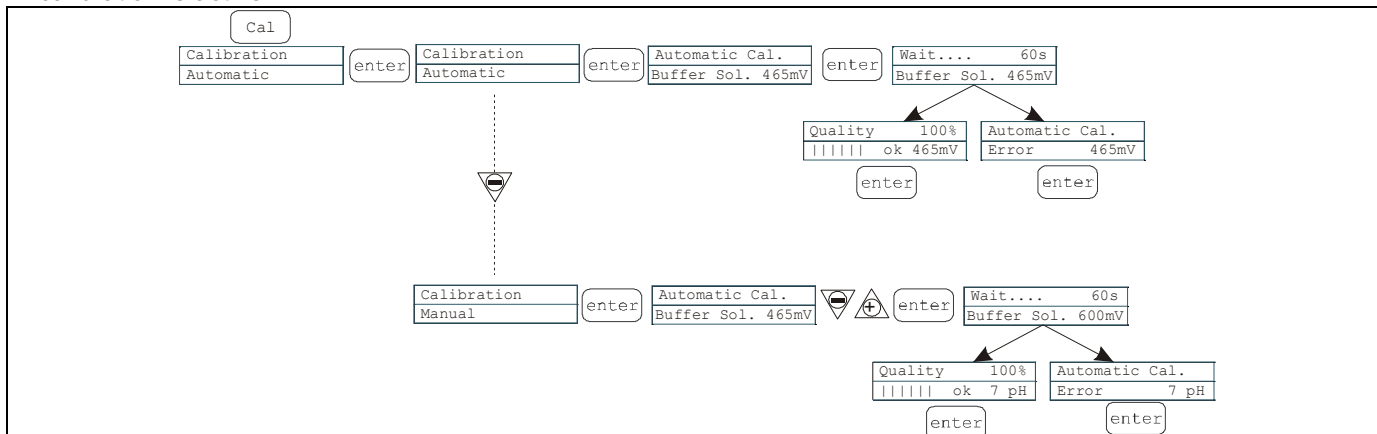 Cal
Calibration
Automatic
enter
Calibration
Automatic
enter
Automatic Cal.
Buffer Sol. 465mV
enter
Wait.... 60s
Buffer Sol. 465mV
Quality 100%
|||||| ok 465mV
enter
Automatic Cal.
Error 465mV
enter
Calibration
Manual
enter
Automatic Cal.
Buffer Sol. 465mV
enter
Wait.... 60s
Buffer Sol. 600mV
Quality 100%
|||||| ok 7 pH
enter
Automatic Cal.
Error 7 pH
enter